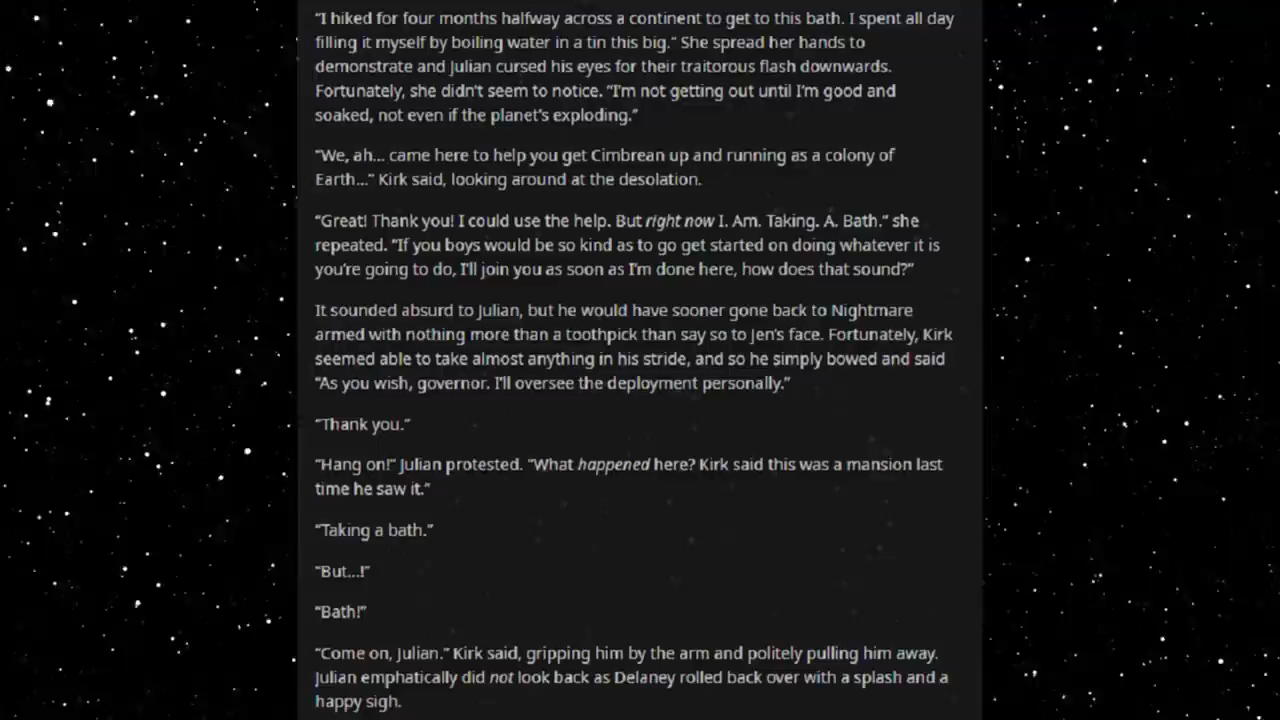 “I hiked for four months halfway across a continent to get to this bath. I spent all day
filling it myself by boiling water in a tin this big.” She spread her hands to
demonstrate and Julian cursed his eyes for their traitorous flash downwards.
Fortunately, she didn’t seem to notice. “I’m not getting out until I’m good and
soaked, not even if the planet’s exploding.”
“We, ah... came here to help you get Cimbrean up and running as a colony of
Earth...” Kirk said, looking around at the desolation.
“Great! Thank you! I could use the help. But right now I. Am. Taking. A. Bath.” she
repeated. “If you boys would be so kind as to go get started on doing whatever it is
you’re going to do, I’ll join you as soon as I’m done here, how does that sound?”
It sounded absurd to Julian, but he would have sooner gone back to Nightmare
armed with nothing more than a toothpick than say so to Jen’s face. Fortunately, Kirk
seemed able to take almost anything in his stride, and so he simply bowed and said
“As you wish, governor. I’ll oversee the deployment personally.”
“Thank you.”
“Hang on!” Julian protested. “What happened here? Kirk said this was a mansion last
time he saw it.”
“Taking a bath.”
“But...!”
“Bath!”
“Come on, Julian.” Kirk said, gripping him by the arm and politely pulling him away.
Julian emphatically did not look back as Delaney rolled back over with a splash and a
happy sigh.